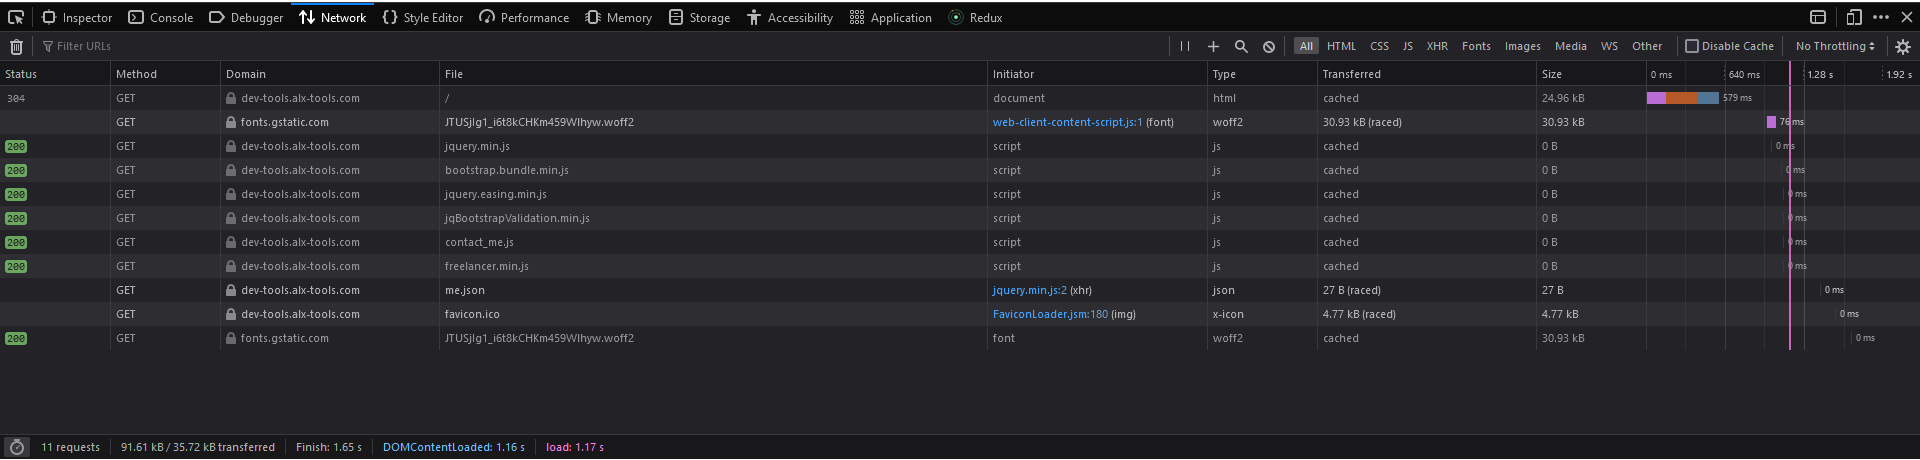 Inspector Console Debugger Network Style Editor Performance Memory Storage Accessibility Application Redux
Filter URLs All HTML CSS JS XHR Fonts Images Media WS Other Disable Cache No Throttling
Status Method Domain File Initiator Type Transferred Size 0 ms 640 ms 1.28 s 1.92 s
304 GET dev-tools.alx-tools.com / document html cached 24.96 kB 579 ms
GET fonts.gstatic.com JTUSjIg1_i6t8kCHKm459WIhyw.woff2 web-client-content-script.js:1 (font) woff2 30.93 kB (raced) 30.93 kB 76 ms
200 GET dev-tools.alx-tools.com jquery.min.js script js cached 0 B 0 ms
200 GET dev-tools.alx-tools.com bootstrap.bundle.min.js script js cached 0 B 0 ms
200 GET dev-tools.alx-tools.com jquery.easing.min.js script js cached 0 B 0 ms
200 GET dev-tools.alx-tools.com jqBootstrapValidation.min.js script js cached 0 B 0 ms
200 GET dev-tools.alx-tools.com contact_me.js script js cached 0 B 0 ms
200 GET dev-tools.alx-tools.com freelancer.min.js script js cached 0 B 0 ms
GET dev-tools.alx-tools.com me.json jquery.min.js:2 (xhr) json 27 B (raced) 27 B 0 ms
GET dev-tools.alx-tools.com favicon.ico FaviconLoader.jsm:180 (img) x-icon 4.77 kB (raced) 4.77 kB 0 ms
200 GET fonts.gstatic.com JTUSjIg1_i6t8kCHKm459WIhyw.woff2 font woff2 cached 30.93 kB 0 ms
11 requests 91.61 kB / 35.72 kB transferred Finish: 1.65 s DOMContentLoaded: 1.16 s load: 1.17 s